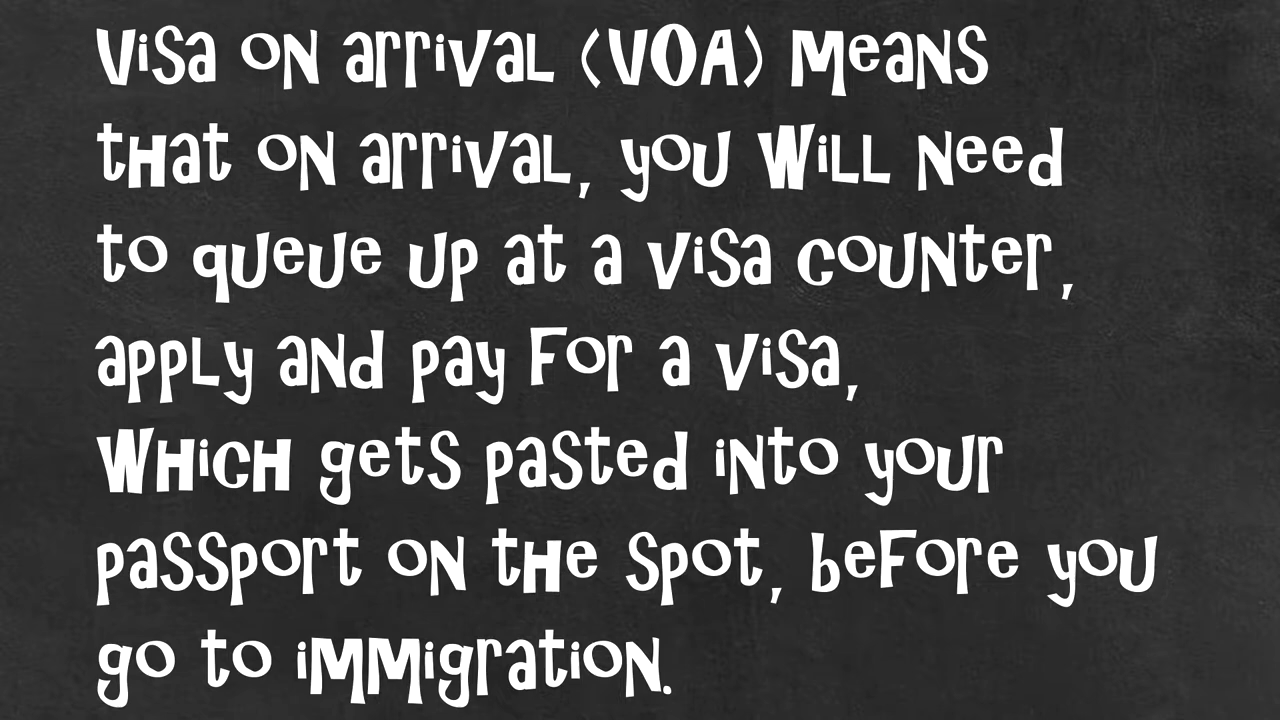 Visa on arrival (VOA) means
that on arrival, you will need
to queue up at a visa counter,
apply and pay for a visa,
which gets pasted into your
passport on the spot, before you
go to immigration.